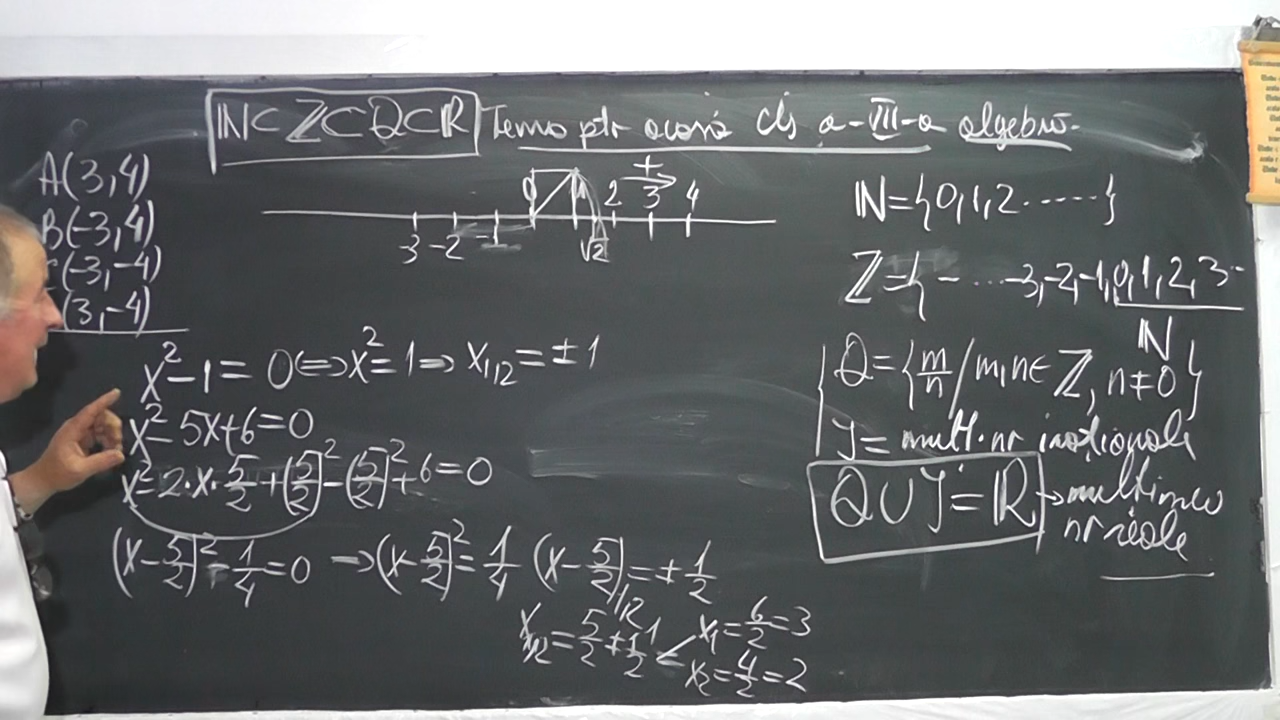 ℕ⊂ℤ⊂ℚ⊂ℝ Tema ptr acasă cls a-VII-a algebra.
A(3,4)
B(-3,4)
(-3,-4)
(3,-4)
0 1 2 + 3 4
-3 -2 -1 √2
ℕ={0,1,2.....}
ℤ={-...-3,-2,-1,0,1,2,3..
ℕ
x²-1=0⟺x²=1⟹x₁,₂=±1
x²-5x+6=0
x²-2·x·5/2+(5/2)²-(5/2)²+6=0
(x-5/2)²-1/4=0 →(x-5/2)²=1/4 (x-5/2)₁,₂=±1/2
x₁,₂=5/2±1/2= x₁=6/2=3
x₂=4/2=2
Q={m/n / m,n∈ℤ, n≠0}
J=mult.nr iraționale
Q∪J=ℝ→mulțimea
nr reale